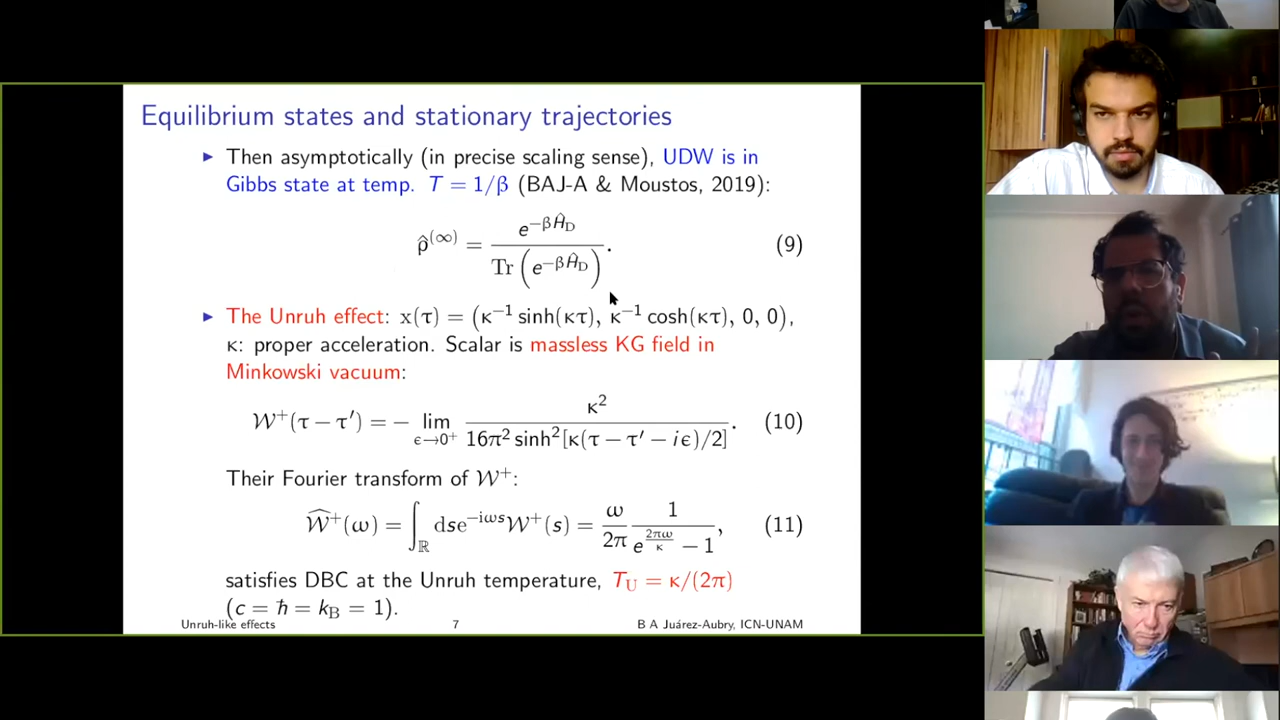 Equilibrium states and stationary trajectories
▶ Then asymptotically (in precise scaling sense), UDW is in
Gibbs state at temp. T = 1/β (BAJ-A & Moustos, 2019):
ρ̂^(∞) = e^{−βĤ_D} / Tr(e^{−βĤ_D}). (9)
▶ The Unruh effect: x(τ) = (κ⁻¹ sinh(κτ), κ⁻¹ cosh(κτ), 0, 0),
κ: proper acceleration. Scalar is massless KG field in
Minkowski vacuum:
𝒲⁺(τ − τ′) = − lim_{ϵ→0⁺} κ² / 16π² sinh²[κ(τ − τ′ − iϵ)/2]. (10)
Their Fourier transform of 𝒲⁺:
𝒲̂⁺(ω) = ∫_ℝ dse^{−iωs}𝒲⁺(s) = ω/2π 1/(e^{2πω/κ} − 1), (11)
satisfies DBC at the Unruh temperature, T_U = κ/(2π)
(c = ℏ = k_B = 1).
Unruh-like effects 7 B A Juárez-Aubry, ICN-UNAM